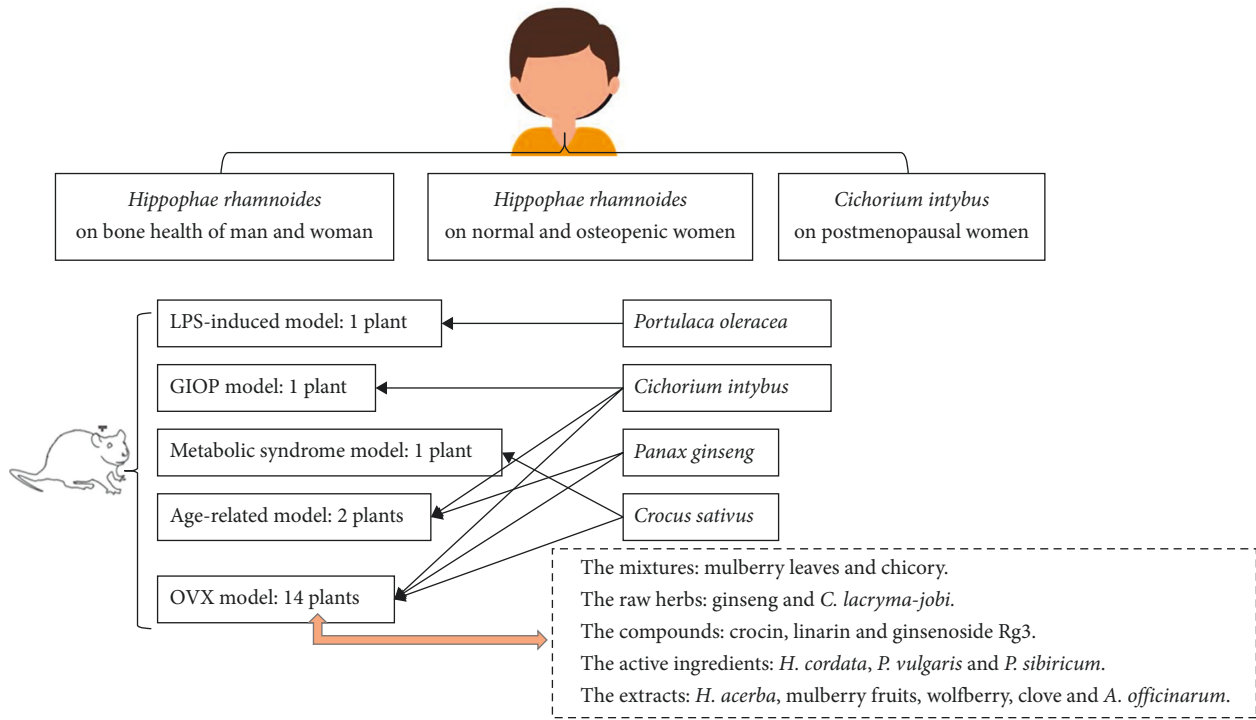 Hippophae rhamnoides
on bone health of man and woman
Hippophae rhamnoides
on normal and osteopenic women
Cichorium intybus
on postmenopausal women
LPS-induced model: 1 plant
Portulaca oleracea
GIOP model: 1 plant
Cichorium intybus
Metabolic syndrome model: 1 plant
Panax ginseng
Age-related model: 2 plants
Crocus sativus
OVX model: 14 plants
The mixtures: mulberry leaves and chicory.
The raw herbs: ginseng and C. lacryma-jobi.
The compounds: crocin, linarin and ginsenoside Rg3.
The active ingredients: H. cordata, P. vulgaris and P. sibiricum.
The extracts: H. acerba, mulberry fruits, wolfberry, clove and A. officinarum.